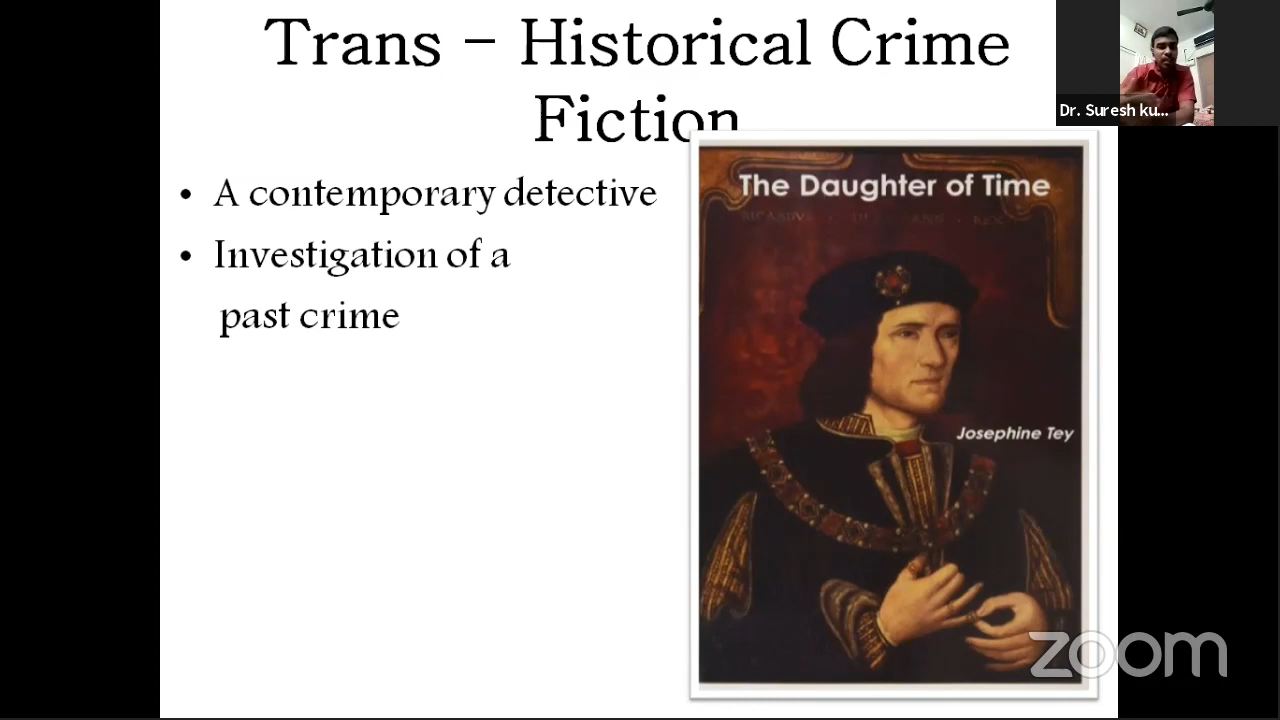 Trans - Historical Crime
Fiction
• A contemporary detective
• Investigation of a
past crime
The Daughter of Time
Josephine Tey
Dr. Suresh ku...
zoom